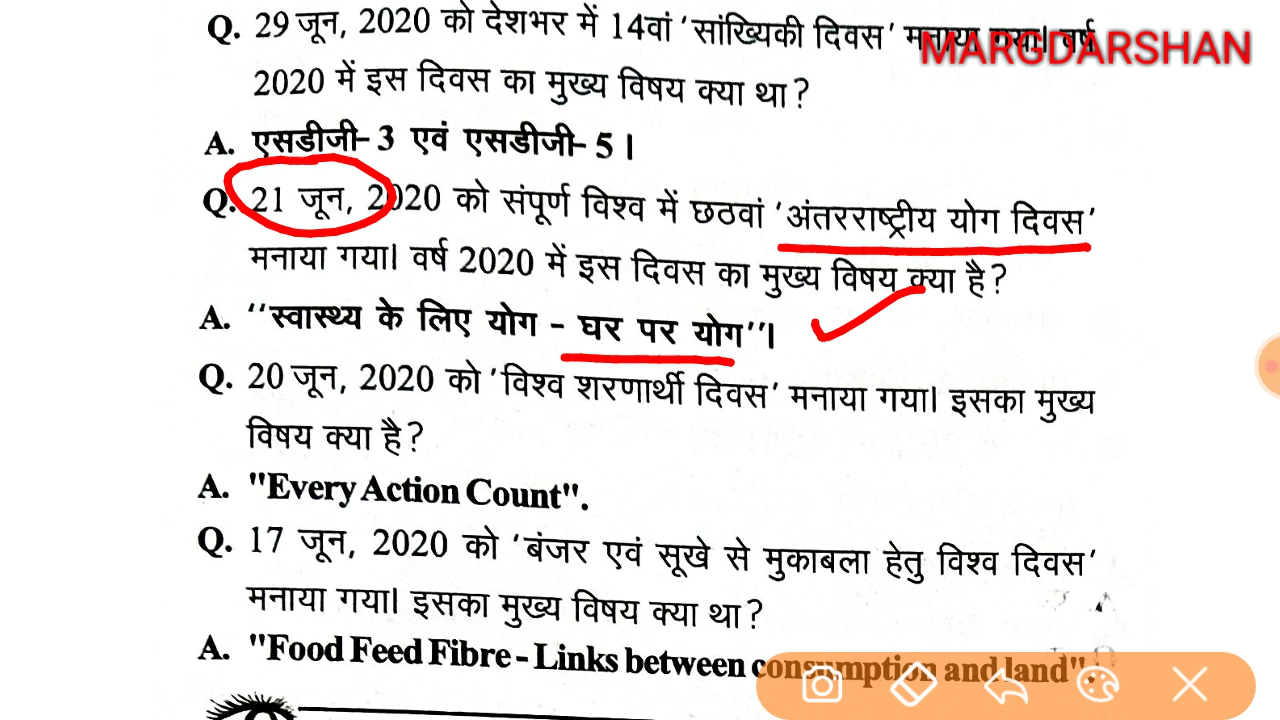 Q. 29 जून, 2020 को देशभर में 14वां 'सांख्यिकी दिवस' मनाया गया। वर्ष
MARGDARSHAN
2020 में इस दिवस का मुख्य विषय क्या था?
A. एसडीजी- 3 एवं एसडीजी- 5।
Q. 21 जून, 2020 को संपूर्ण विश्व में छठवां 'अंतरराष्ट्रीय योग दिवस'
मनाया गया। वर्ष 2020 में इस दिवस का मुख्य विषय क्या है?
A. ''स्वास्थ्य के लिए योग - घर पर योग''।
Q. 20 जून, 2020 को 'विश्व शरणार्थी दिवस' मनाया गया। इसका मुख्य
विषय क्या है?
A. "Every Action Count".
Q. 17 जून, 2020 को 'बंजर एवं सूखे से मुकाबला हेतु विश्व दिवस'
मनाया गया। इसका मुख्य विषय क्या था?
A. "Food Feed Fibre - Links between consumption and land".